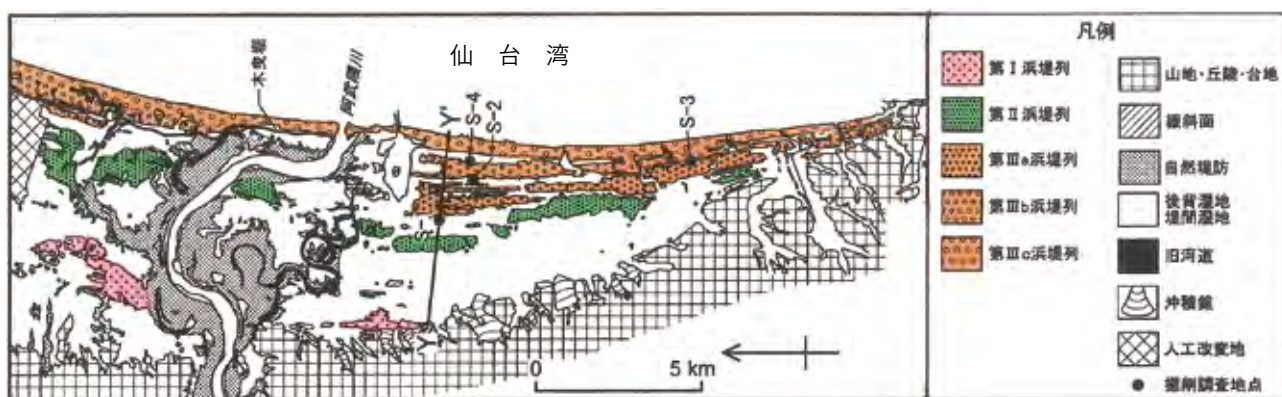 仙台湾
木曳堀
阿武隈川
Y'
S-4
S-2
S-3
Y
0
5 km
凡例
第Ⅰ浜堤列
第Ⅱ浜堤列
第Ⅲa浜堤列
第Ⅲb浜堤列
第Ⅲc浜堤列
山地・丘陵・台地
緩斜面
自然堤防
後背湿地
堤間湿地
旧河道
沖積錐
人工改変地
掘削調査地点